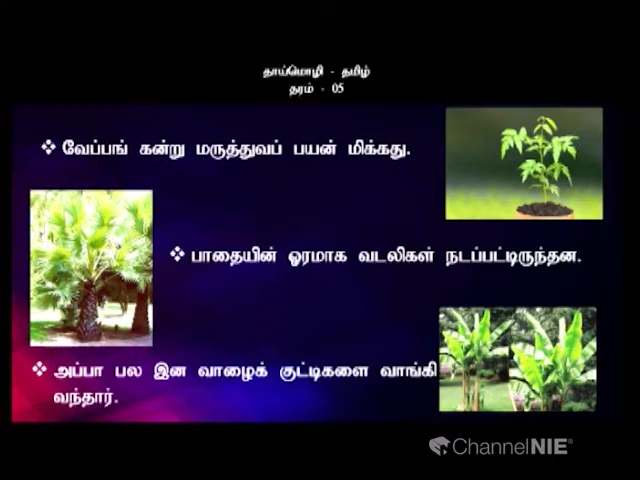 தாய்மொழி - தமிழ்
தரம் - 05
❖ வேப்பங் கன்று மருத்துவப் பயன் மிக்கது.
❖ பாதையின் ஓரமாக வடலிகள் நடப்பட்டிருந்தன.
❖ அப்பா பல இன வாழைக் குட்டிகளை வாங்கி
வந்தார்.
ChannelNIE